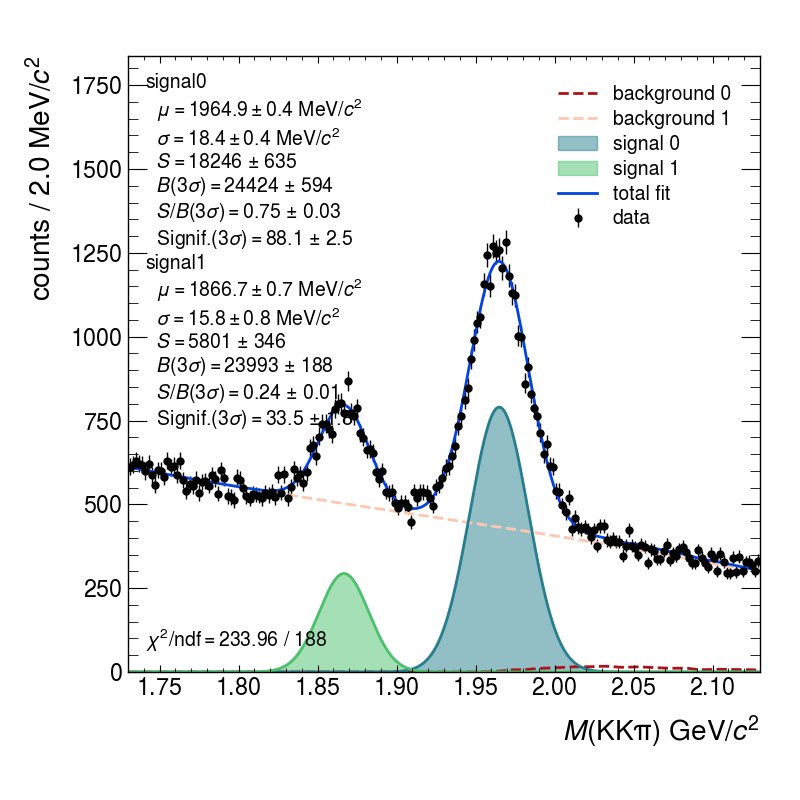 counts / 2.0 MeV/c²
1750
1500
1250
1000
750
500
250
0
signal0
μ = 1964.9 ± 0.4 MeV/c²
σ = 18.4 ± 0.4 MeV/c²
S = 18246 ± 635
B(3σ) = 24424 ± 594
S/B(3σ) = 0.75 ± 0.03
Signif.(3σ) = 88.1 ± 2.5
signal1
μ = 1866.7 ± 0.7 MeV/c²
σ = 15.8 ± 0.8 MeV/c²
S = 5801 ± 346
B(3σ) = 23993 ± 188
S/B(3σ) = 0.24 ± 0.01
Signif.(3σ) = 33.5 ±
background 0
background 1
signal 0
signal 1
total fit
data
χ²/ndf = 233.96 / 188
1.75 1.80 1.85 1.90 1.95 2.00 2.05 2.10
M(KKπ) GeV/c²